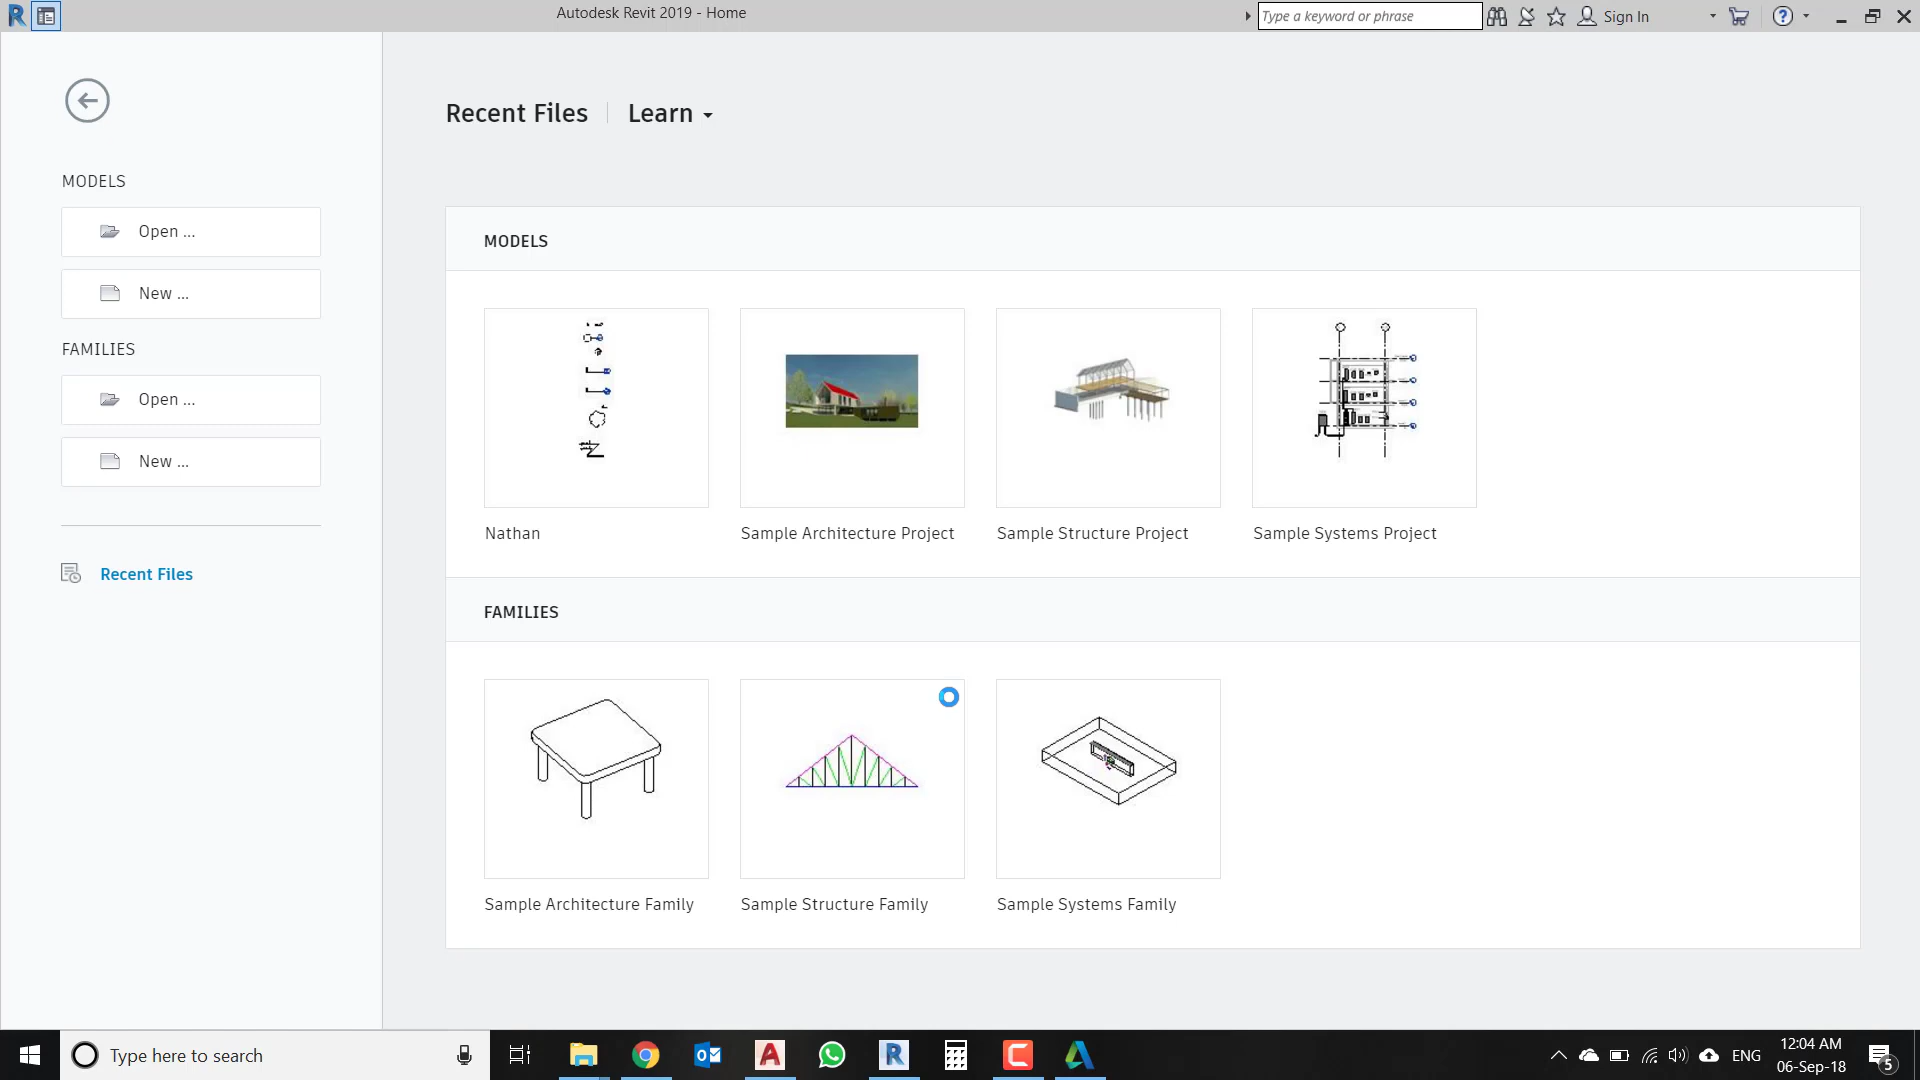 Autodesk Revit 2019 - Home
Type a keyword or phrase
Sign In
Recent Files
Learn
MODELS
Open ...
New ...
FAMILIES
Open ...
New ...
Recent Files
MODELS
Nathan
Sample Architecture Project
Sample Structure Project
Sample Systems Project
FAMILIES
Sample Architecture Family
Sample Structure Family
Sample Systems Family
Type here to search
ENG
12:04 AM
06-Sep-18
5